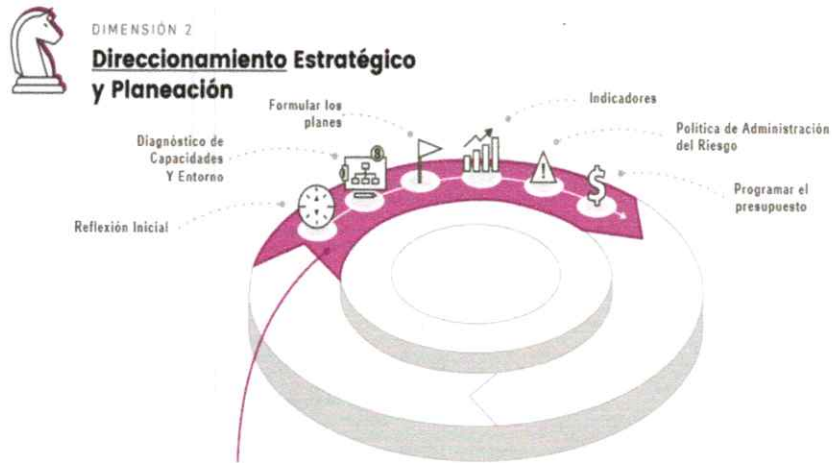 DIMENSIÓN 2
Direccionamiento Estratégico
y Planeación
Formular los
planes
Indicadores
Diagnóstico de
Capacidades
Y Entorno
Política de Administración
del Riesgo
Programar el
presupuesto
Reflexión Inicial
$